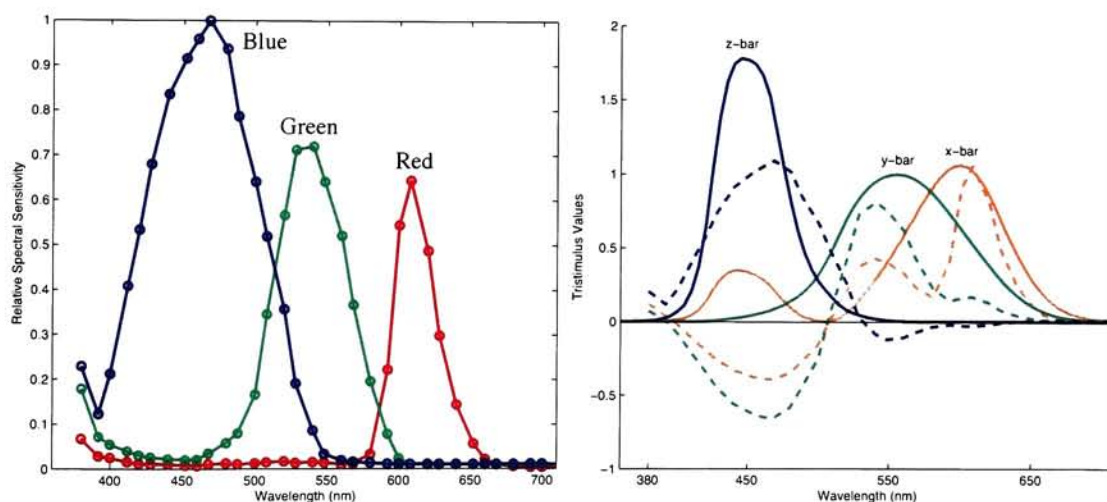 1
0.9
0.8
0.7
0.6
0.5
0.4
0.3
0.2
0.1
0
Relative Spectral Sensitivity
Blue
Green
Red
400
450
500
550
600
650
700
Wavelength (nm)
2
1.5
1
0.5
0
-0.5
-1
Tristimulus Values
z-bar
y-bar
x-bar
380
450
550
650
Wavelength (nm)